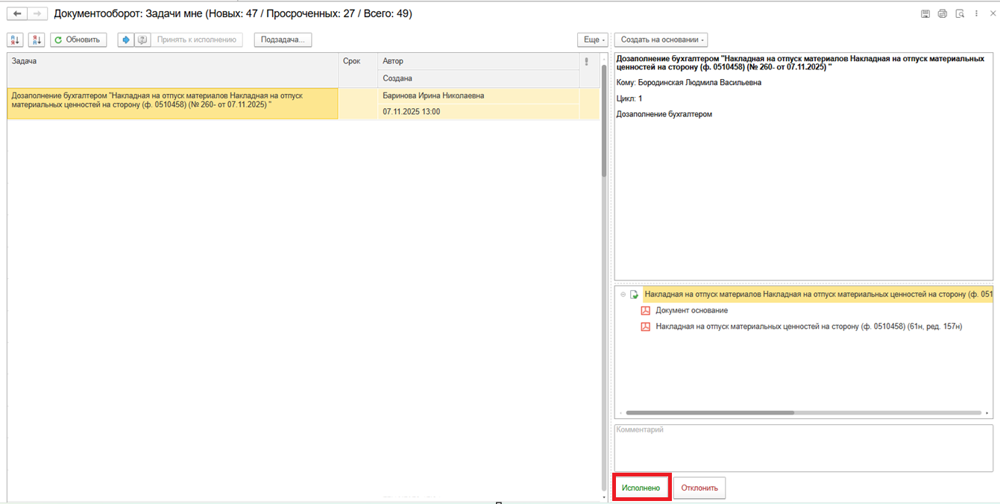 Документооборот: Задачи мне (Новых: 47 / Просроченных: 27 / Всего: 49)
Обновить
Принять к исполнению
Подзадача...
Еще
Создать на основании
Задача
Срок
Автор
Создана
Дозаполнение бухгалтером "Накладная на отпуск материалов Накладная на отпуск
материальных ценностей на сторону (ф. 0510458) (№ 260- от 07.11.2025) "
Баринова Ирина Николаевна
07.11.2025 13:00
Дозаполнение бухгалтером "Накладная на отпуск материалов Накладная на отпуск материальных
ценностей на сторону (ф. 0510458) (№ 260- от 07.11.2025) "
Кому: Бородинская Людмила Васильевна
Цикл: 1
Дозаполнение бухгалтером
Накладная на отпуск материалов Накладная на отпуск материальных ценностей на сторону (ф. 051
Документ основание
Накладная на отпуск материальных ценностей на сторону (ф. 0510458) (61н, ред. 157н)
Комментарий
Исполнено
Отклонить